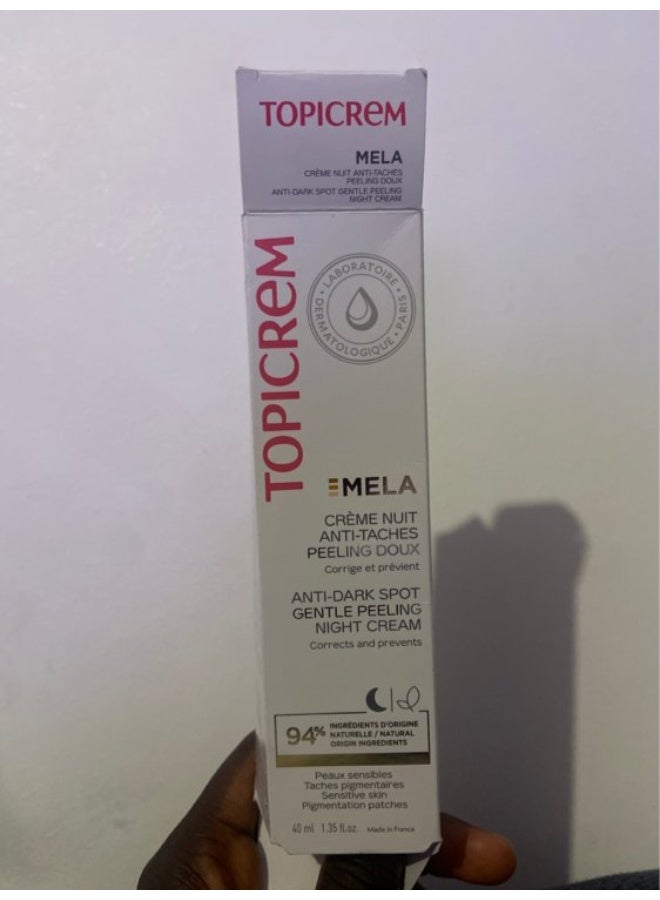 TOPICREM
MELA
CRÈME NUIT ANTI-TACHES
PEELING DOUX
ANTI-DARK SPOT GENTLE PEELING
NIGHT CREAM
TOPICREM
• LABORATOIRE •
DERMATOLOGIQUE • PARIS
MELA
CRÈME NUIT
ANTI-TACHES
PEELING DOUX
Corrige et prévient
ANTI-DARK SPOT
GENTLE PEELING
NIGHT CREAM
Corrects and prevents
94%
INGRÉDIENTS D'ORIGINE
NATURELLE / NATURAL
ORIGIN INGREDIENTS
Peaux sensibles
Taches pigmentaires
Sensitive skin
Pigmentation patches
40 ml 1.35 fl.oz. Made in France